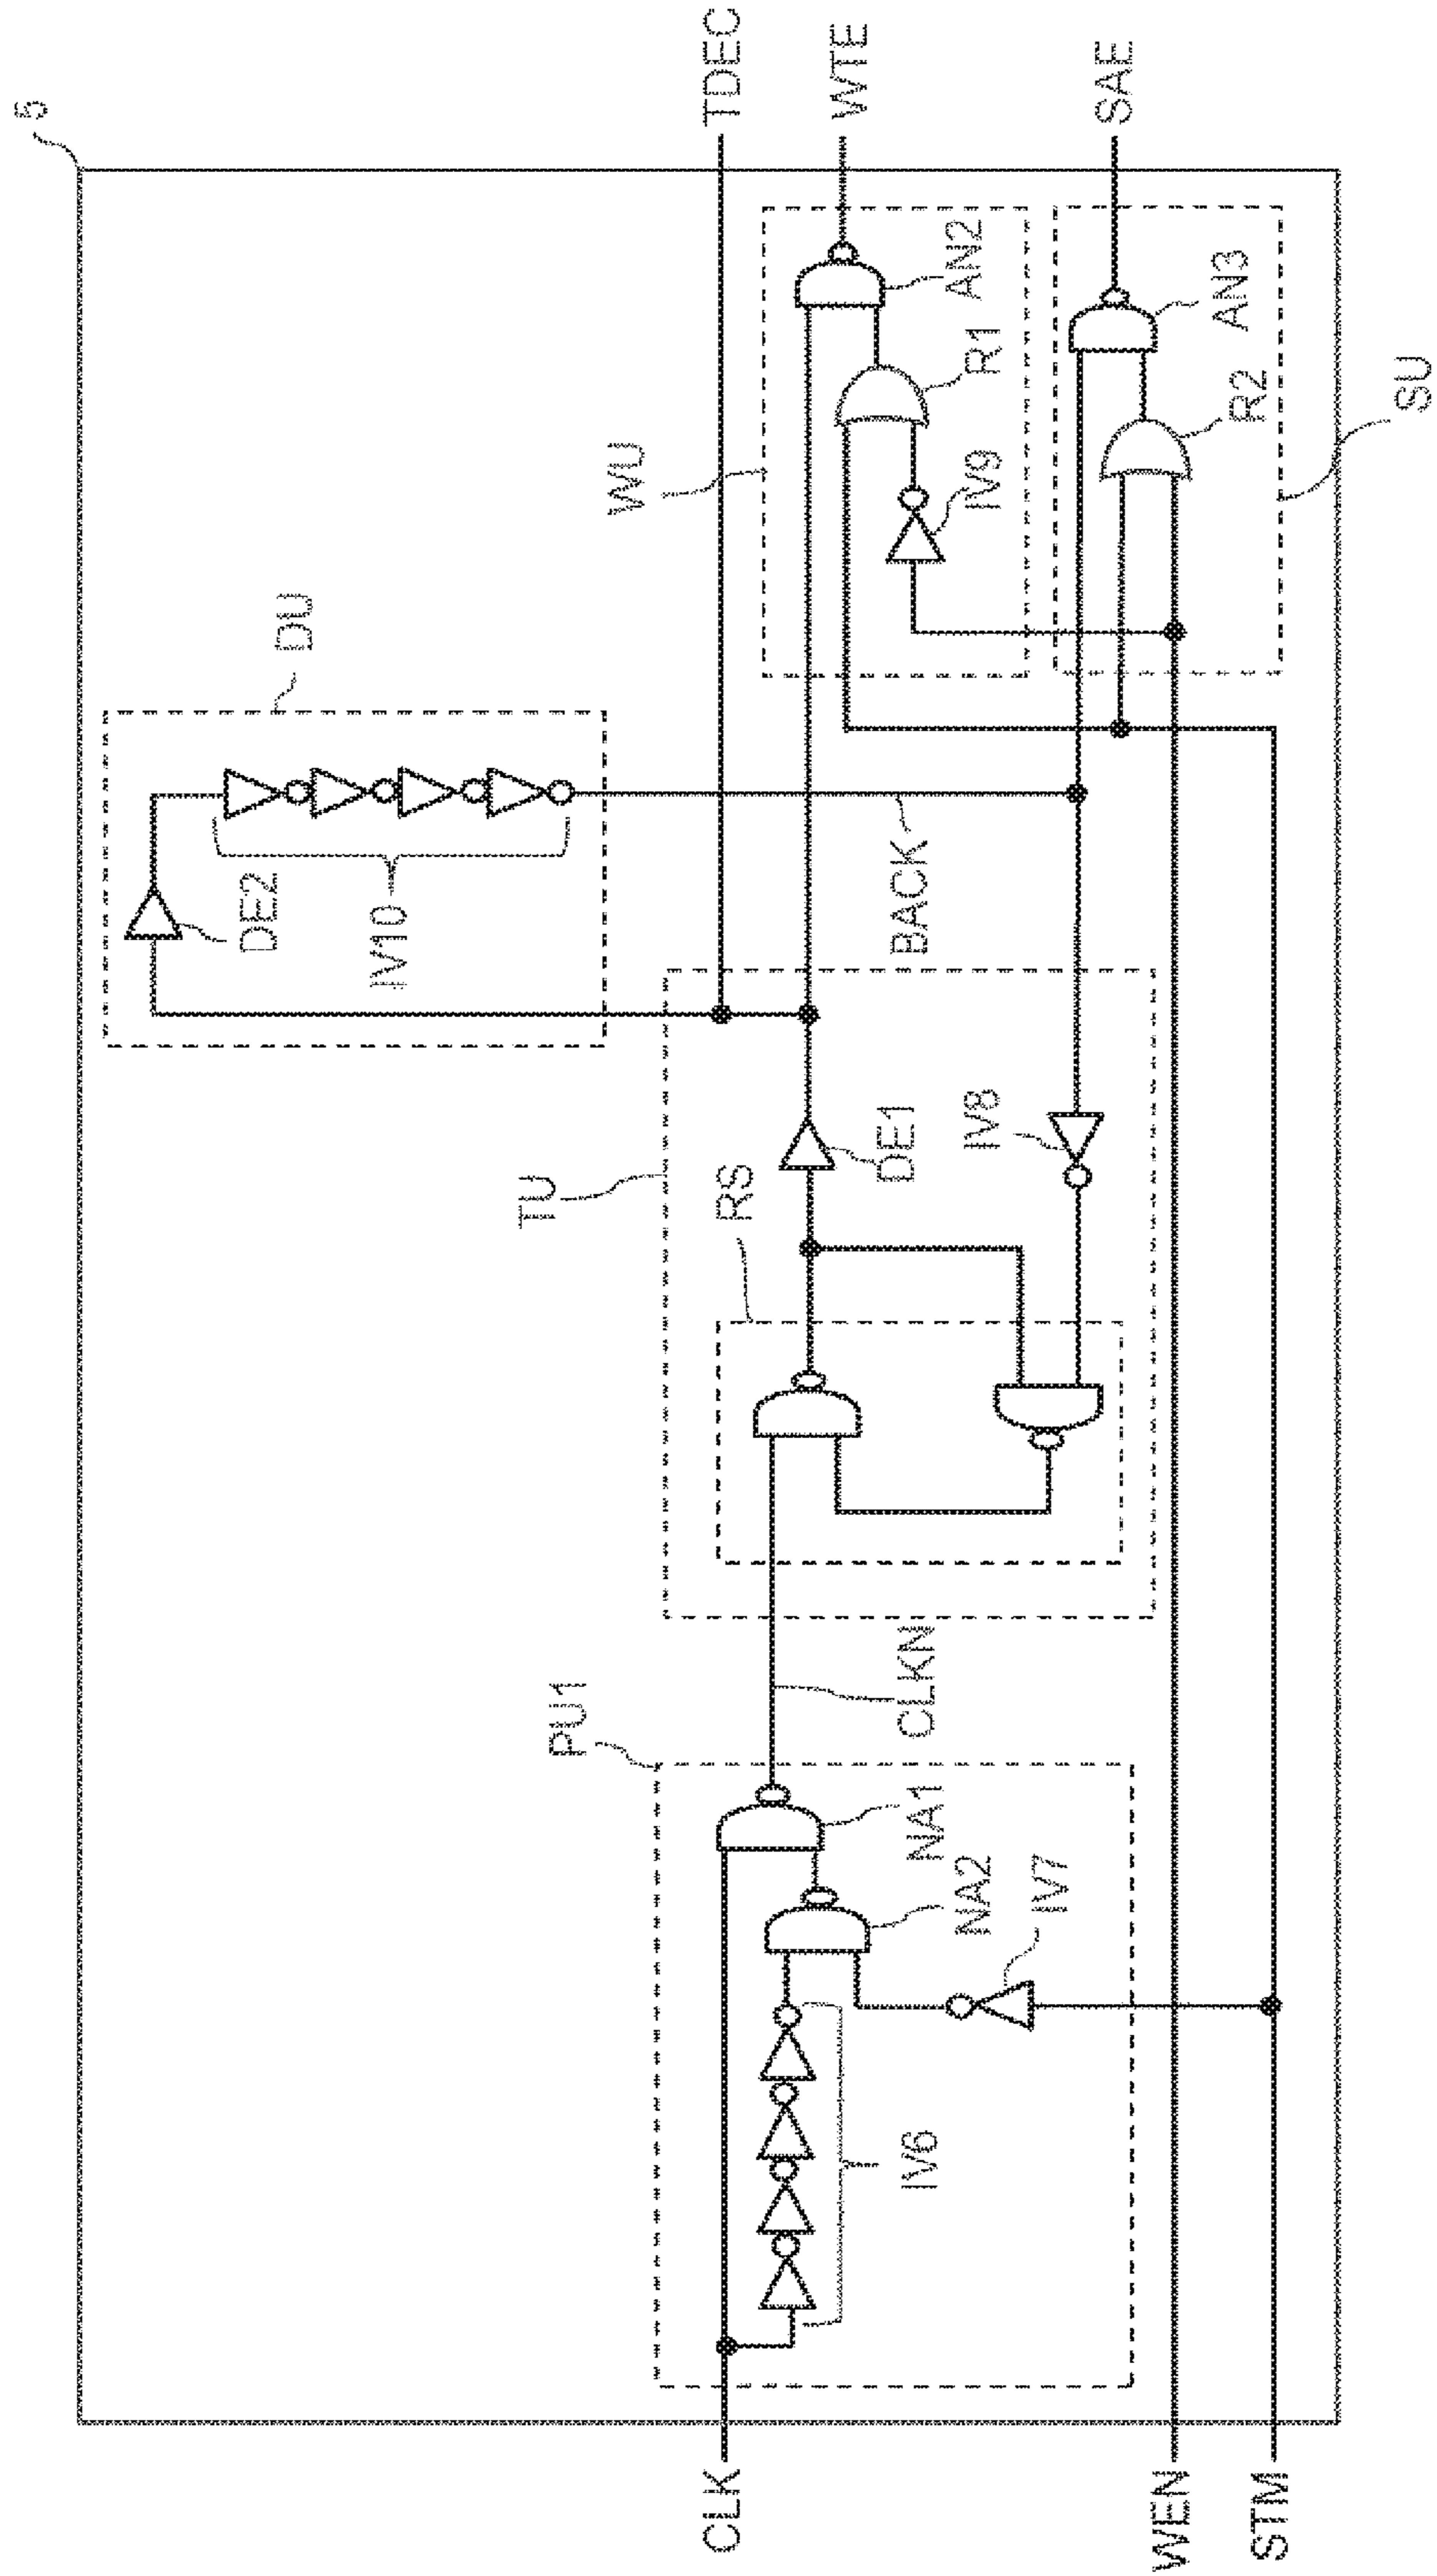 5
TDEC
WTE
SAE
DU
DE2
IV10
WU
AN2
R1
IV9
AN3
R2
SU
BACK
TU
RS
DE1
IV8
PU1
CLKN
NA1
NA2
IV7
IV6
CLK
WEN
STM